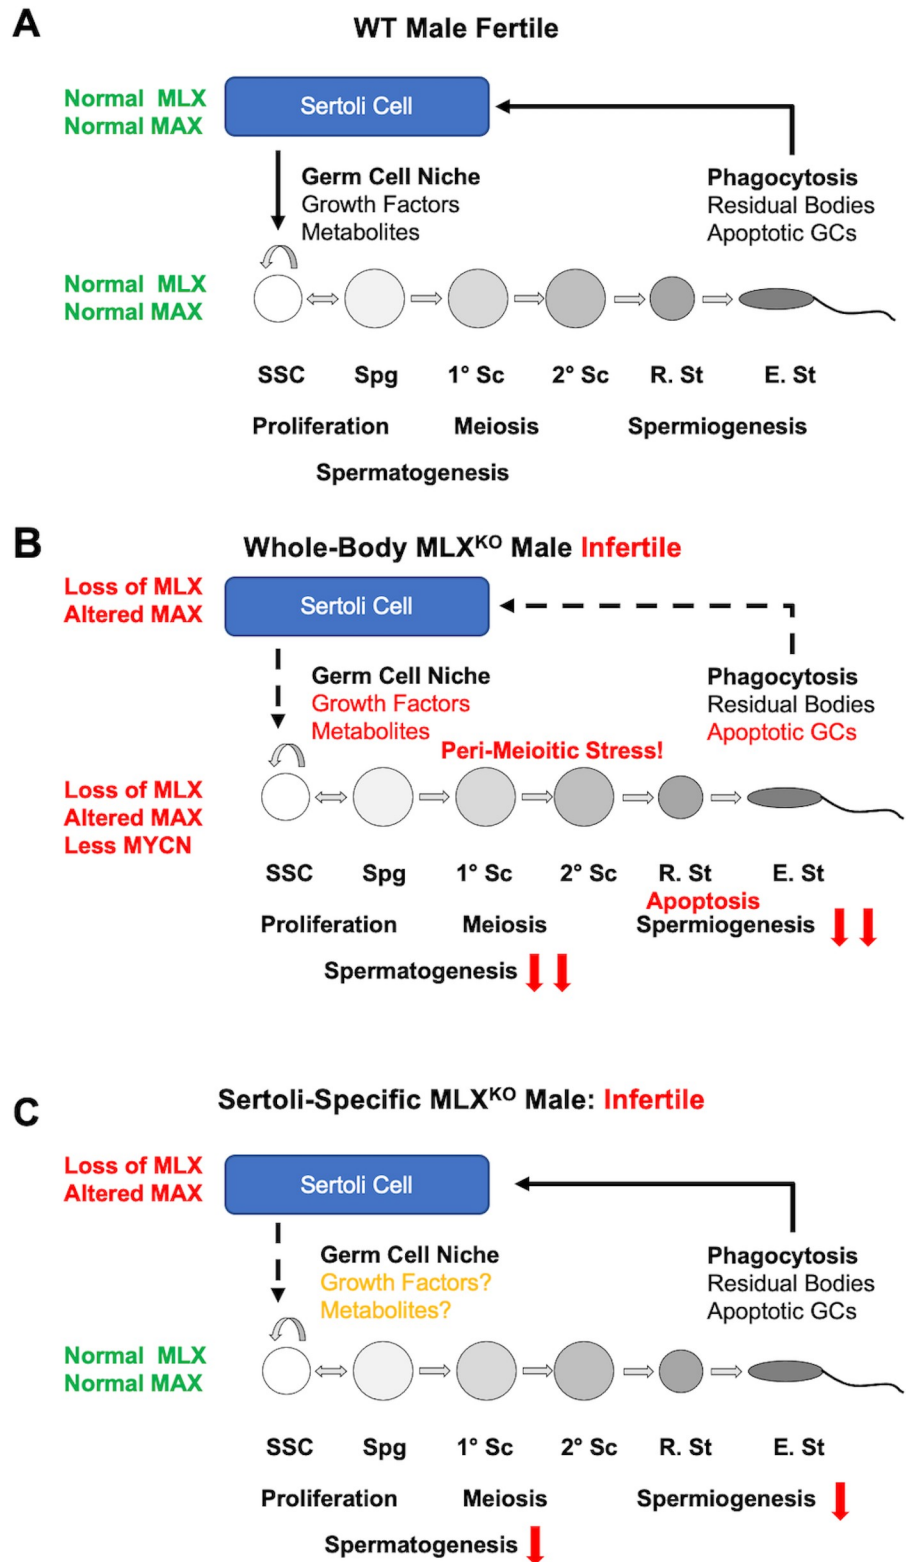 A
WT Male Fertile
Normal MLX
Normal MAX
Sertoli Cell
Germ Cell Niche
Growth Factors
Metabolites
Phagocytosis
Residual Bodies
Apoptotic GCs
Normal MLX
Normal MAX
SSC Spg 1° Sc 2° Sc R. St E. St
Proliferation Meiosis Spermiogenesis
Spermatogenesis
B
Whole-Body MLXᴷᴼ Male Infertile
Loss of MLX
Altered MAX
Sertoli Cell
Germ Cell Niche
Growth Factors
Metabolites
Phagocytosis
Residual Bodies
Apoptotic GCs
Peri-Meioitic Stress!
Loss of MLX
Altered MAX
Less MYCN
SSC Spg 1° Sc 2° Sc R. St E. St
Apoptosis
Proliferation Meiosis Spermiogenesis
Spermatogenesis
C
Sertoli-Specific MLXᴷᴼ Male: Infertile
Loss of MLX
Altered MAX
Sertoli Cell
Germ Cell Niche
Growth Factors?
Metabolites?
Phagocytosis
Residual Bodies
Apoptotic GCs
Normal MLX
Normal MAX
SSC Spg 1° Sc 2° Sc R. St E. St
Proliferation Meiosis Spermiogenesis
Spermatogenesis